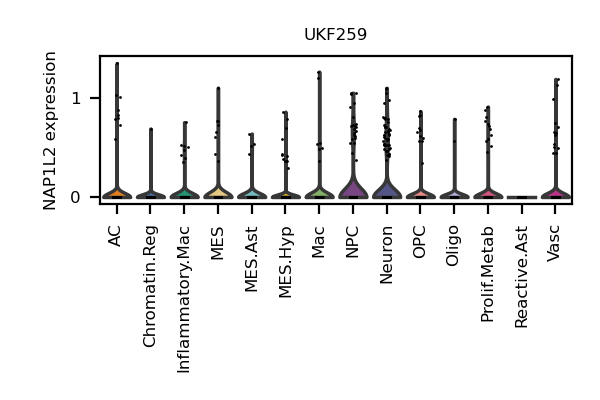 UKF259
NAP1L2 expression
1
0
AC
Chromatin.Reg
Inflammatory.Mac
MES
MES.Ast
MES.Hyp
Mac
NPC
Neuron
OPC
Oligo
Prolif.Metab
Reactive.Ast
Vasc